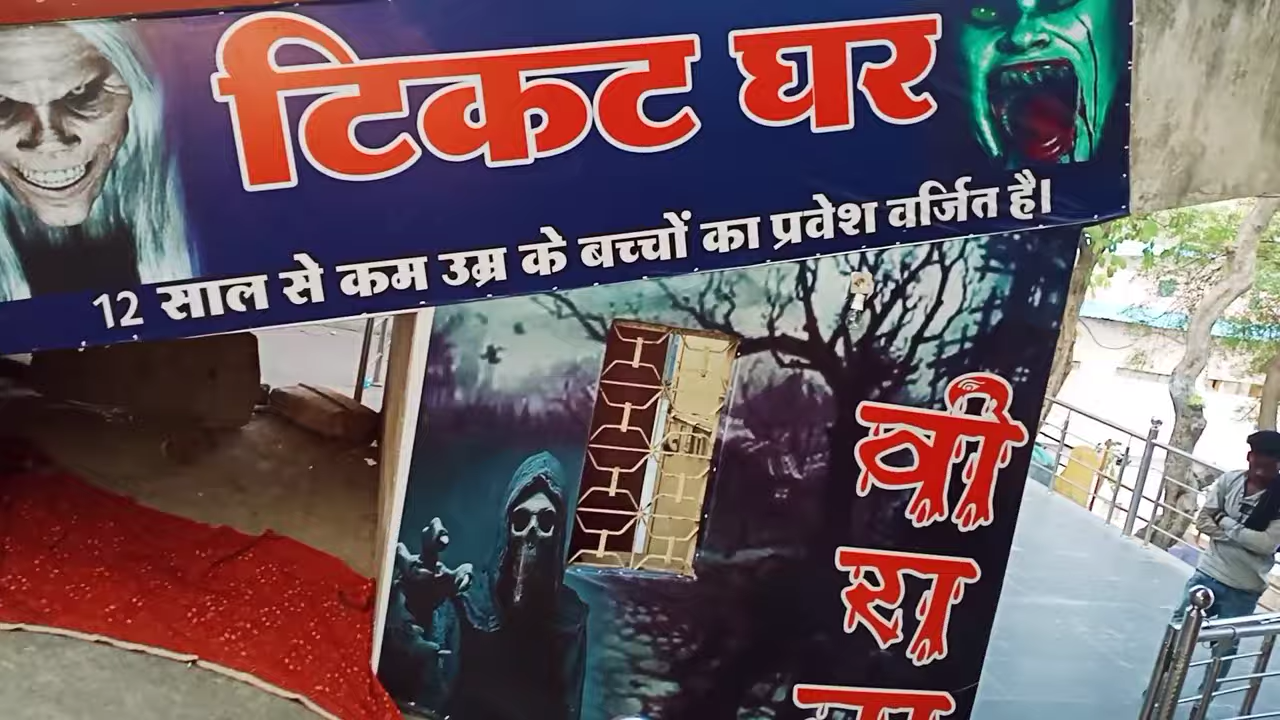 टिकट घर
12 साल से कम उम्र के बच्चों का प्रवेश वर्जित है।
वी
रा